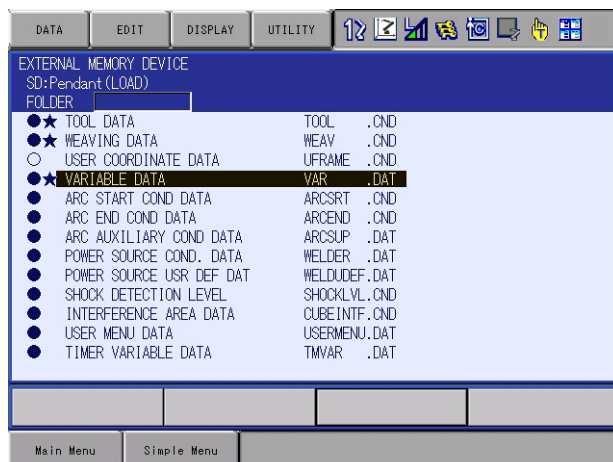 DATA EDIT DISPLAY UTILITY
EXTERNAL MEMORY DEVICE
SD:Pendant(LOAD)
FOLDER
TOOL DATA TOOL .CND
WEAVING DATA WEAV .CND
USER COORDINATE DATA UFRAME .CND
VARIABLE DATA VAR .DAT
ARC START COND DATA ARCSRT .CND
ARC END COND DATA ARCEND .CND
ARC AUXILIARY COND DATA ARCSUP .DAT
POWER SOURCE COND. DATA WELDER .DAT
POWER SOURCE USR DEF DAT WELDUDEF.DAT
SHOCK DETECTION LEVEL SHOCKLVL.CND
INTERFERENCE AREA DATA CUBEINTF.CND
USER MENU DATA USERMENU.DAT
TIMER VARIABLE DATA TMVAR .DAT
Main Menu Simple Menu